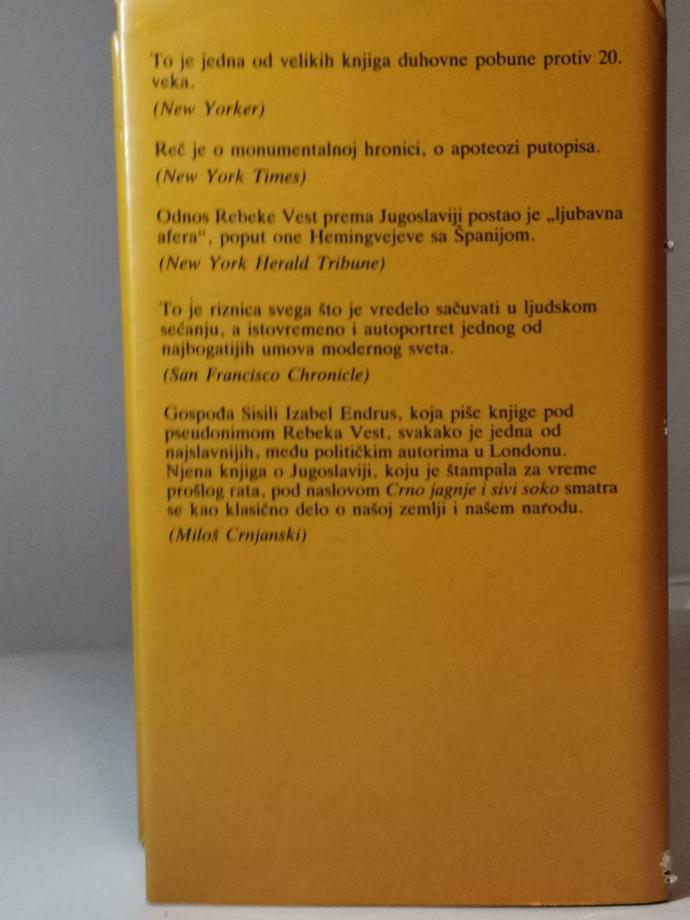 To je jedna od velikih knjiga duhovne pobune protiv 20.
veka.
(New Yorker)
Reč je o monumentalnoj hronici, o apoteozi putopisa.
(New York Times)
Odnos Rebeke Vest prema Jugoslaviji postao je „ljubavna
afera“, poput one Hemingvejeve sa Španijom.
(New York Herald Tribune)
To je riznica svega što je vredelo sačuvati u ljudskom
sećanju, a istovremeno i autoportret jednog od
najbogatijih umova modernog sveta.
(San Francisco Chronicle)
Gospođa Sisili Izabel Endrus, koja piše knjige pod
pseudonimom Rebeka Vest, svakako je jedna od
najslavnijih, među političkim autorima u Londonu.
Njena knjiga o Jugoslaviji, koju je štampala za vreme
prošlog rata, pod naslovom Crno jagnje i sivi soko smatra
se kao klasično delo o našoj zemlji i našem narodu.
(Miloš Crnjanski)